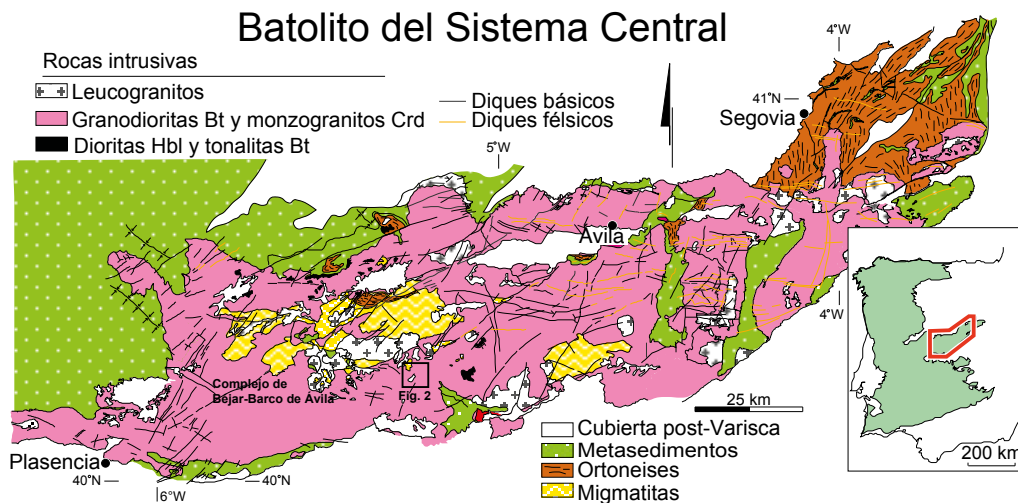 Batolito del Sistema Central
Rocas intrusivas
Leucogranitos
Granodioritas Bt y monzogranitos Crd
Dioritas Hbl y tonalitas Bt
Diques básicos
Diques félsicos
4°W
41°N
Segovia
5°W
Ávila
4°W
Complejo de
Béjar-Barco de Ávila
Fig. 2
25 km
Cubierta post-Varisca
Metasedimentos
Ortoneises
Migmatitas
Plasencia
40°N
6°W
40°N
200 km